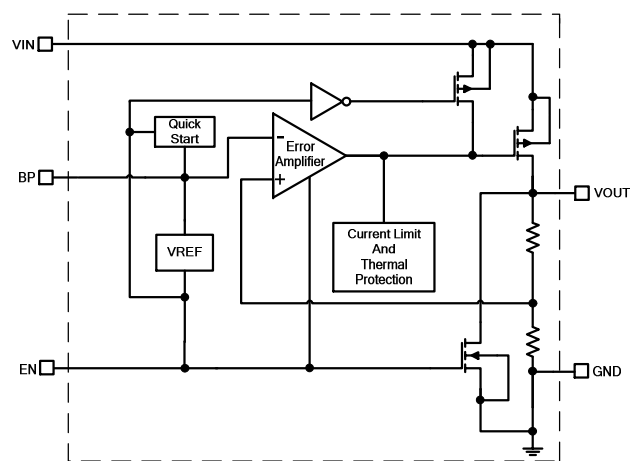 VIN
Quick
Start
-
Error
Amplifier
+
BP
VOUT
Current Limit
And
Thermal
Protection
VREF
EN
GND